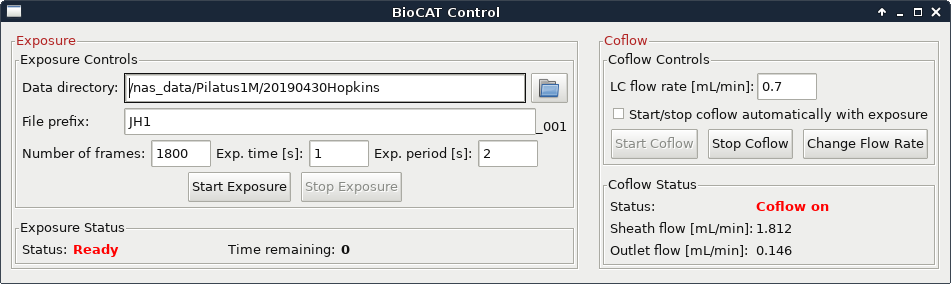 BioCAT Control
Exposure
Exposure Controls
Data directory: /nas_data/Pilatus1M/20190430Hopkins
File prefix: JH1 _001
Number of frames: 1800 Exp. time [s]: 1 Exp. period [s]: 2
Start Exposure Stop Exposure
Exposure Status
Status: Ready Time remaining: 0
Coflow
Coflow Controls
LC flow rate [mL/min]: 0.7
Start/stop coflow automatically with exposure
Start Coflow Stop Coflow Change Flow Rate
Coflow Status
Status: Coflow on
Sheath flow [mL/min]: 1.812
Outlet flow [mL/min]: 0.146